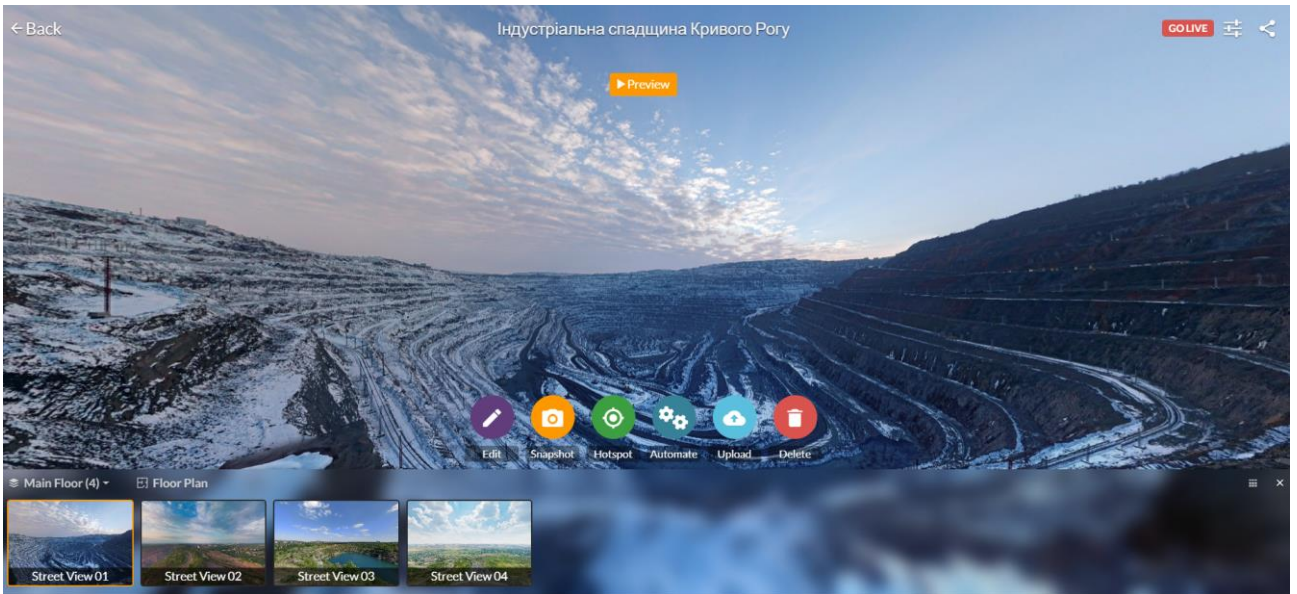 Back
Індустріальна спадщина Кривого Рогу
GO LIVE
Preview
Edit
Snapshot
Hotspot
Automate
Upload
Delete
Main Floor (4)
Floor Plan
Street View 01
Street View 02
Street View 03
Street View 04